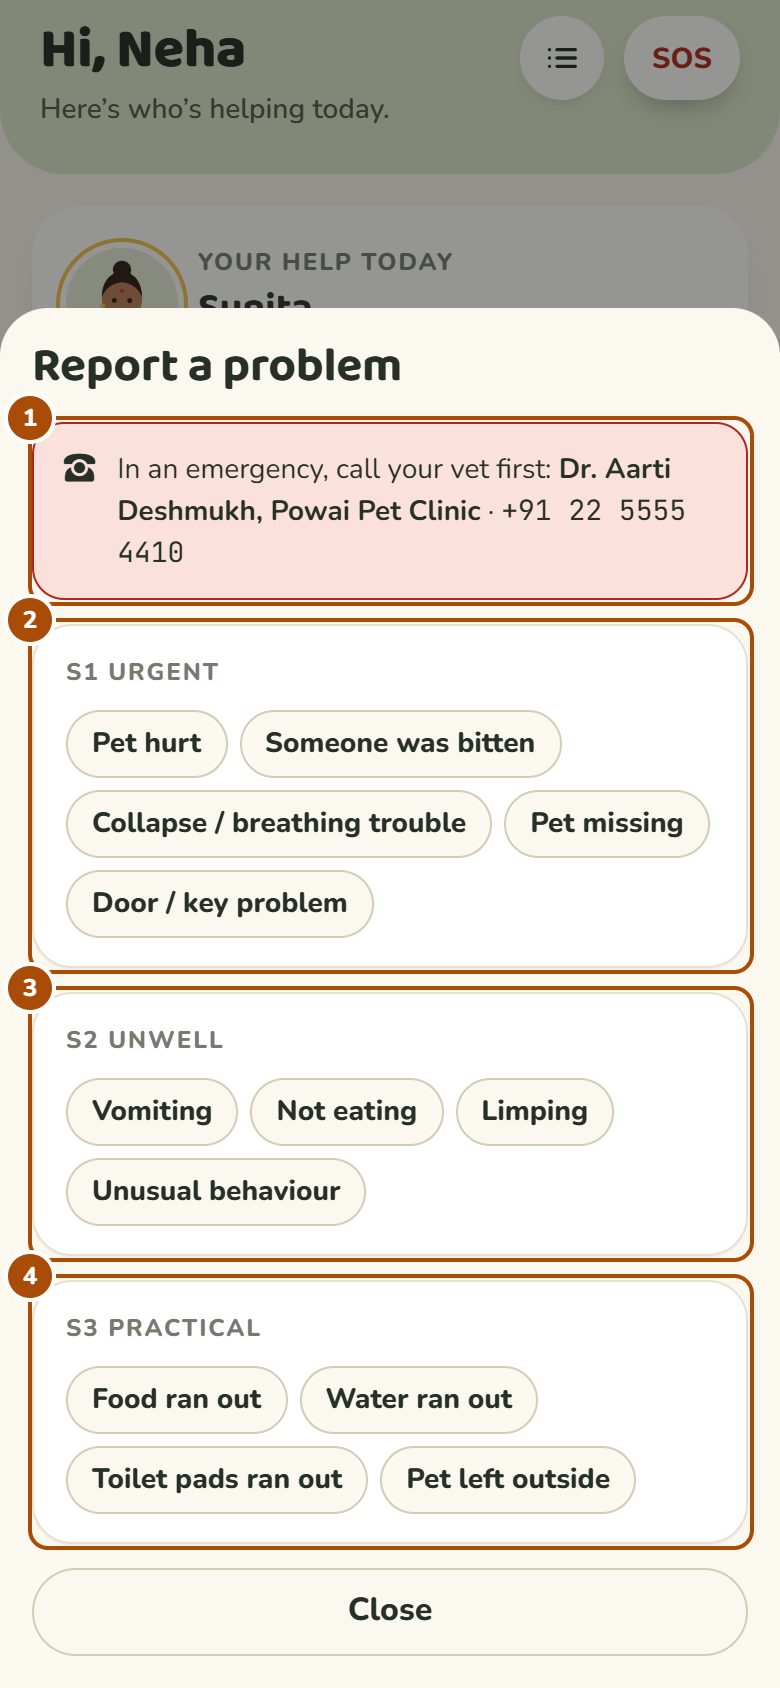 Hi, Neha
SOS
Here’s who’s helping today.
YOUR HELP TODAY
Sunita
Report a problem
1
In an emergency, call your vet first: Dr. Aarti
Deshmukh, Powai Pet Clinic · +91 22 5555
4410
2
S1 URGENT
Pet hurt
Someone was bitten
Collapse / breathing trouble
Pet missing
Door / key problem
3
S2 UNWELL
Vomiting
Not eating
Limping
Unusual behaviour
4
S3 PRACTICAL
Food ran out
Water ran out
Toilet pads ran out
Pet left outside
Close